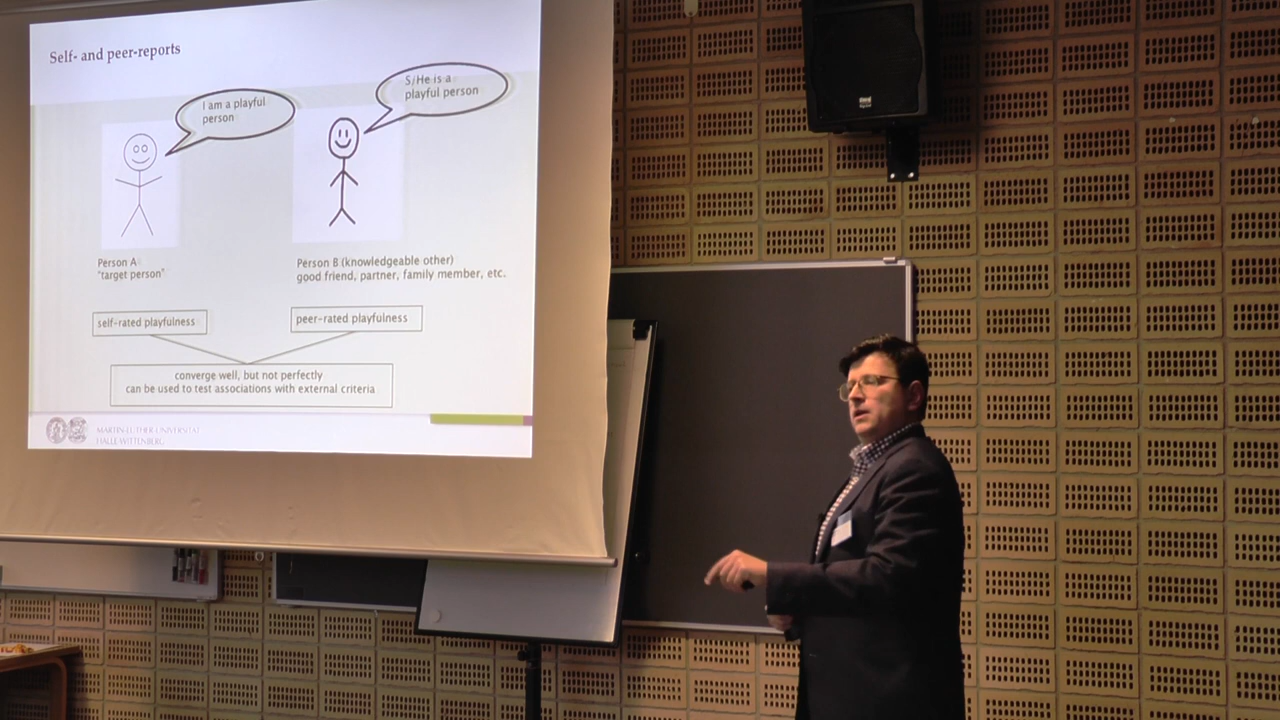 Self- and peer-reports
I am a playful
person
S/He is a
playful person
Person A
"target person"
Person B (knowledgeable other)
good friend, partner, family member, etc.
self-rated playfulness
peer-rated playfulness
converge well, but not perfectly
can be used to test associations with external criteria
MARTIN-LUTHER-UNIVERSITÄT
HALLE-WITTENBERG